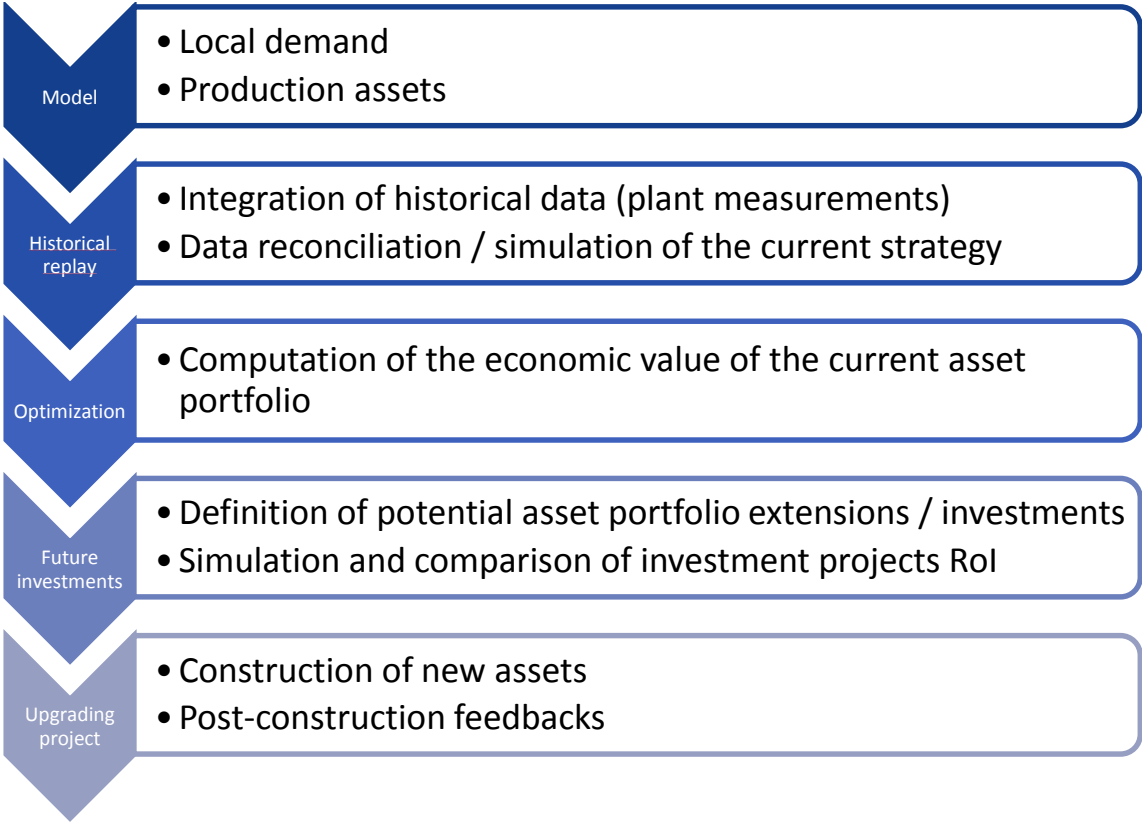 Model
• Local demand
• Production assets
Historical
replay
• Integration of historical data (plant measurements)
• Data reconciliation / simulation of the current strategy
Optimization
• Computation of the economic value of the current asset
portfolio
Future
investments
• Definition of potential asset portfolio extensions / investments
• Simulation and comparison of investment projects RoI
Upgrading
project
• Construction of new assets
• Post-construction feedbacks